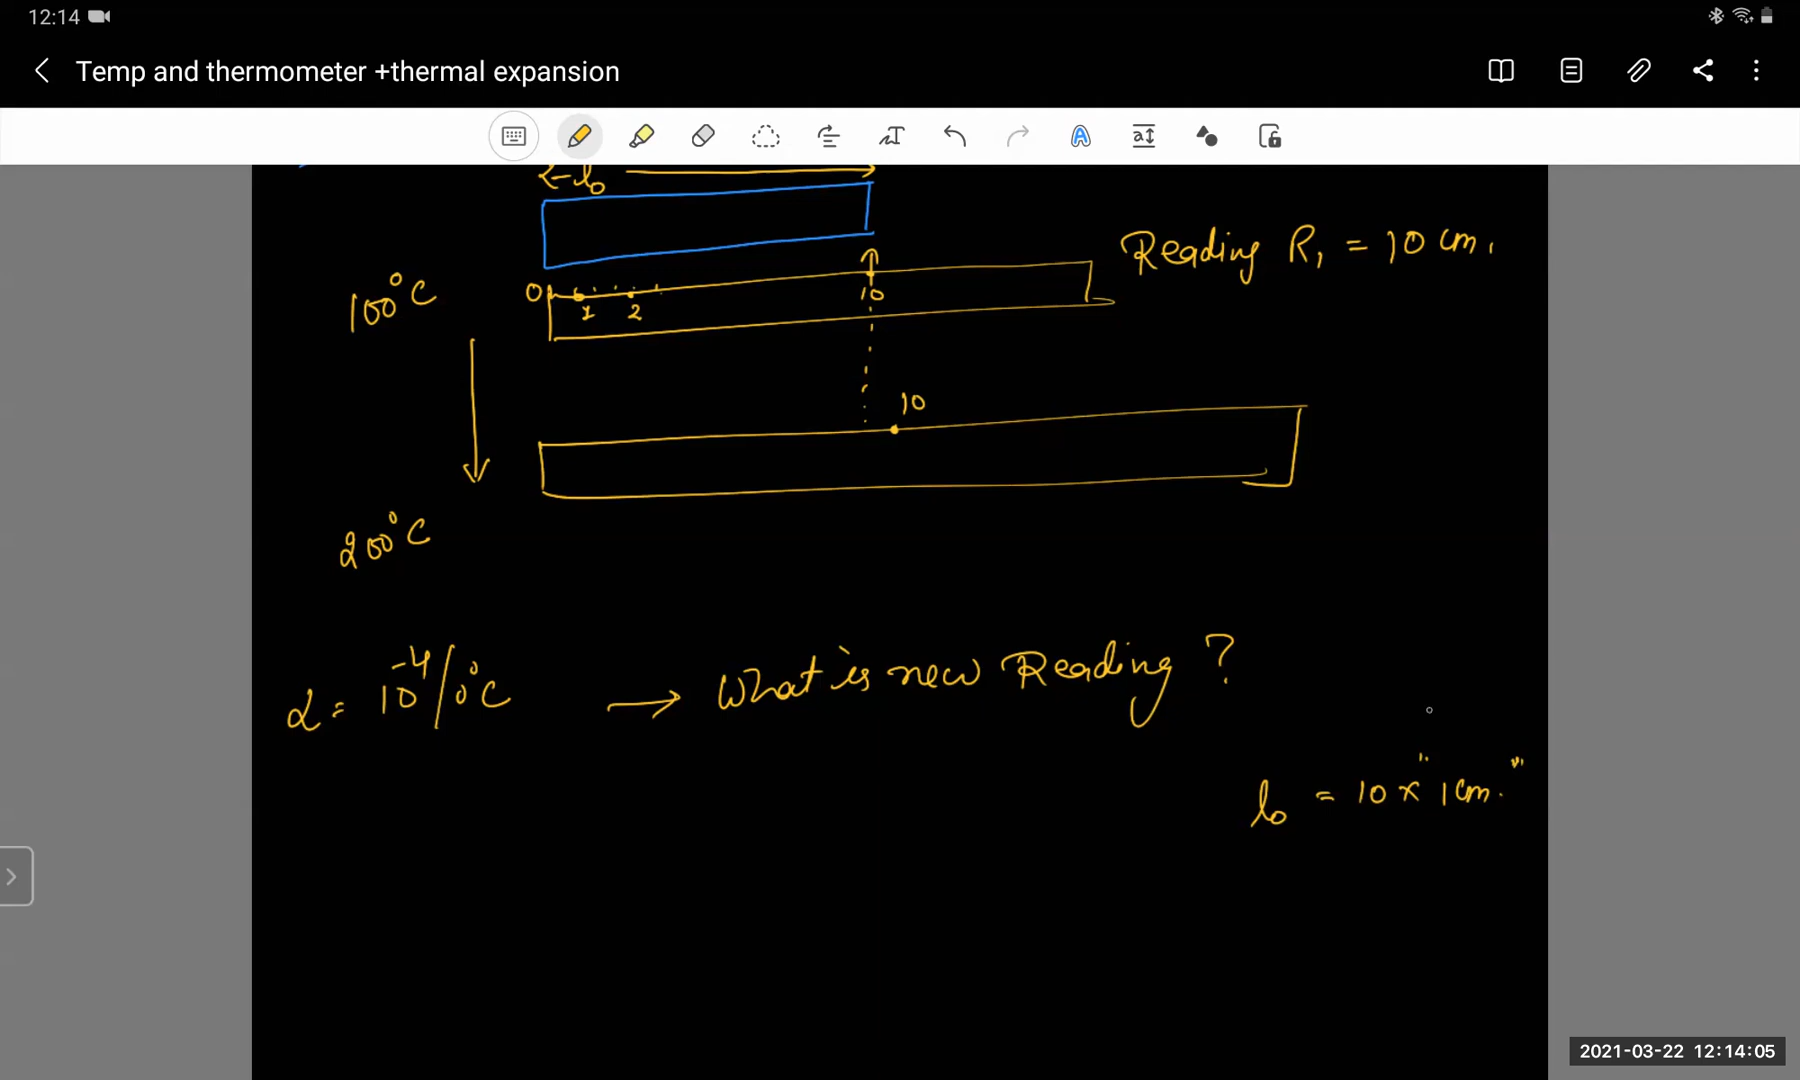 12:14
Temp and thermometer +thermal expansion
l₀
Reading R₁ = 10 cm.
100°C
0
1
2
10
10
200°C
α = 10⁻⁴/°C → What is new Reading ?
l₀ = 10 × "1 cm."
2021-03-22 12:14:05